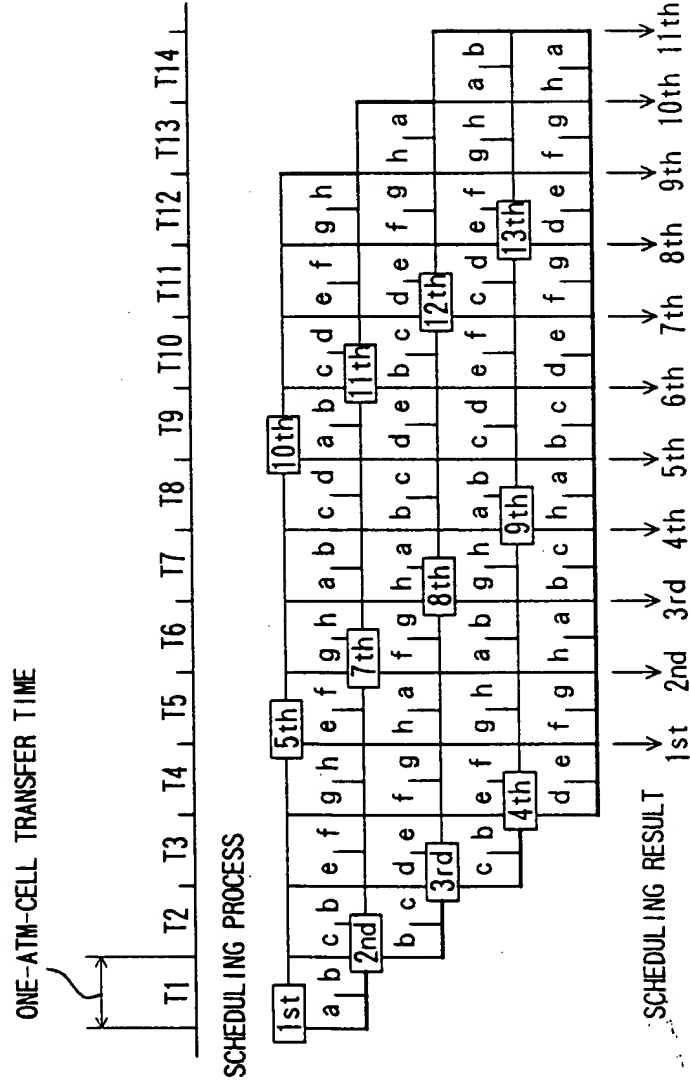 ONE-ATM-CELL TRANSFER TIME
T1 T2 T3 T4 T5 T6 T7 T8 T9 T10 T11 T12 T13 T14
SCHEDULING PROCESS
1st 5th 10th
a b c b e f g h e f g h a b c d a b c d e f g h
2nd 7th 11th
b c d e f g h a f g h a b c d e b c d e f g h a
3rd 8th 12th
c b e f g h a b g h a b c d e f c d e f g h a b
4th 9th 13th
d e f g h a b c h a b c d e f g d e f g h a
SCHEDULING RESULT
1st 2nd 3rd 4th 5th 6th 7th 8th 9th 10th 11th